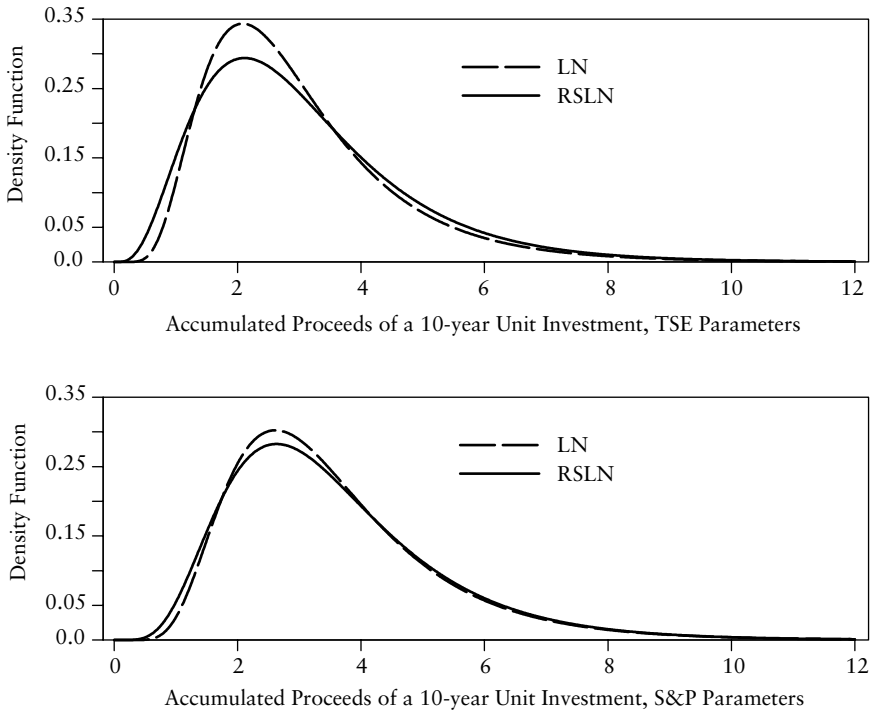 0.35
0.25
0.15
0.05
0.0
Density Function
LN
RSLN
0 2 4 6 8 10 12
Accumulated Proceeds of a 10-year Unit Investment, TSE Parameters
0.35
0.25
0.15
0.05
0.0
Density Function
LN
RSLN
0 2 4 6 8 10 12
Accumulated Proceeds of a 10-year Unit Investment, S&P Parameters